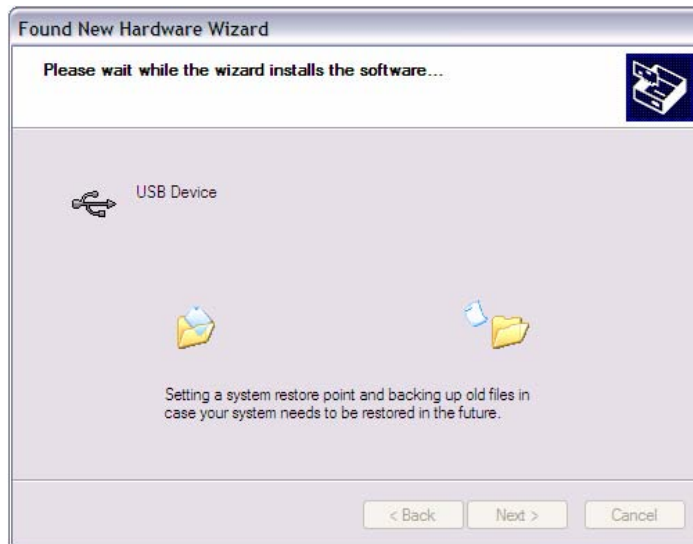 Found New Hardware Wizard
Please wait while the wizard installs the software...
USB Device
Setting a system restore point and backing up old files in
case your system needs to be restored in the future.
< Back
Next >
Cancel